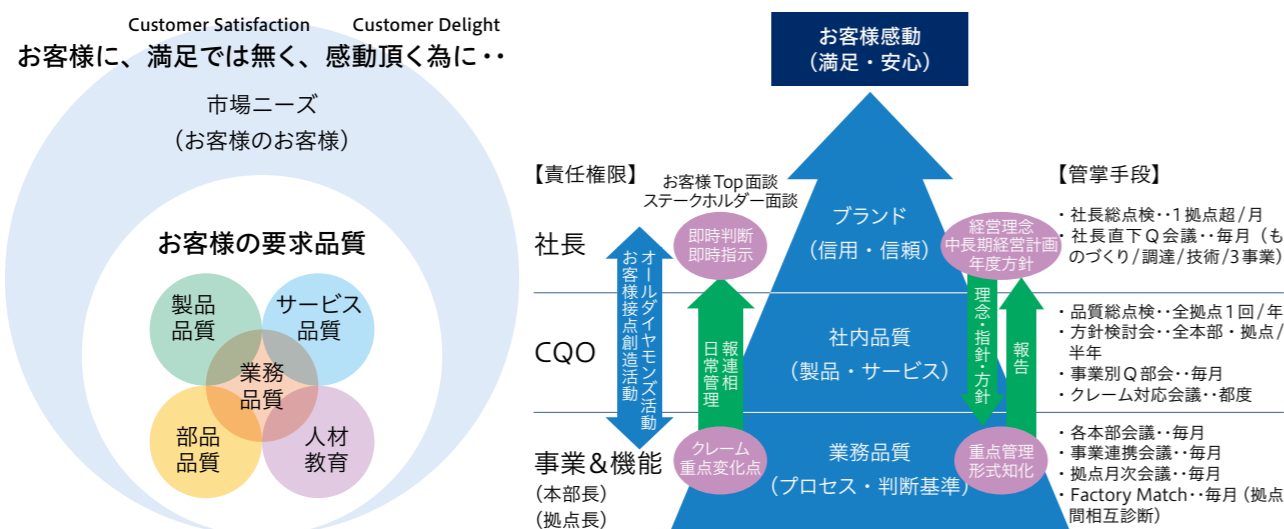 Customer Satisfaction
Customer Delight
お客様に、満足では無く、感動頂く為に‥
市場ニーズ
（お客様のお客様）
お客様の要求品質
製品
品質
サービス
品質
業務
品質
部品
品質
人材
教育
お客様感動
（満足・安心）
【責任権限】
お客様Top面談
ステークホルダー面談
【管掌手段】
社長
オールダイヤモンズ活動
お客様接点創造活動
即時判断
即時指示
ブランド
（信用・信頼）
経営理念
中長期経営計画
年度方針
・社長総点検‥1拠点超/月
・社長直下Q会議‥毎月（も
のづくり/調達/技術/3事業）
CQO
報連相
日常管理
社内品質
（製品・サービス）
理念・指針・方針
報告
・品質総点検‥全拠点1回/年
・方針検討会‥全本部・拠点/
半年
・事業別Q部会‥毎月
・クレーム対応会議‥都度
事業＆機能
（本部長）
（拠点長）
クレーム
重点変化点
業務品質
（プロセス・判断基準）
重点管理
形式知化
・各本部会議‥毎月
・事業連携会議‥毎月
・拠点月次会議‥毎月
・Factory Match‥毎月（拠点
間相互診断）